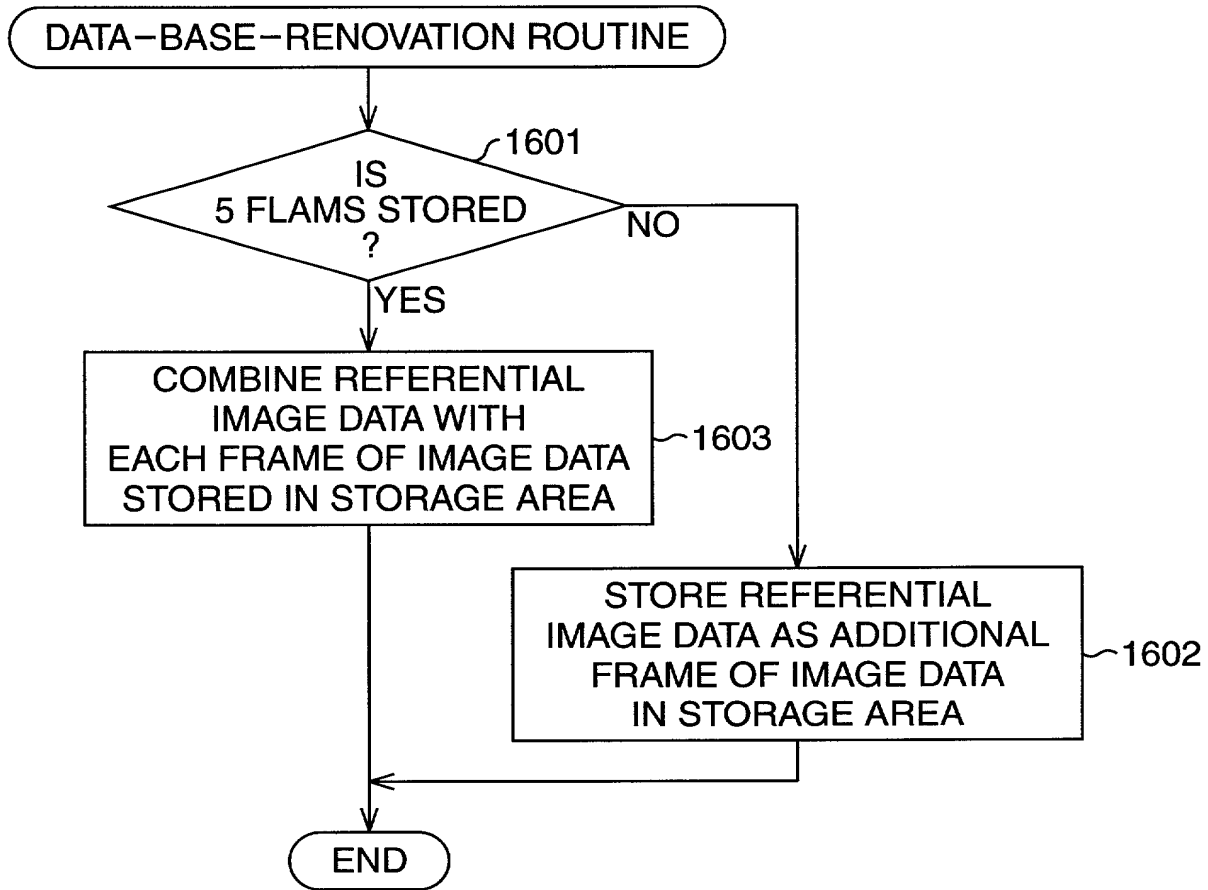 DATA-BASE-RENOVATION ROUTINE
1601
IS
5 FLAMS STORED
?
NO
YES
COMBINE REFERENTIAL
IMAGE DATA WITH
EACH FRAME OF IMAGE DATA
STORED IN STORAGE AREA
1603
STORE REFERENTIAL
IMAGE DATA AS ADDITIONAL
FRAME OF IMAGE DATA
IN STORAGE AREA
1602
END